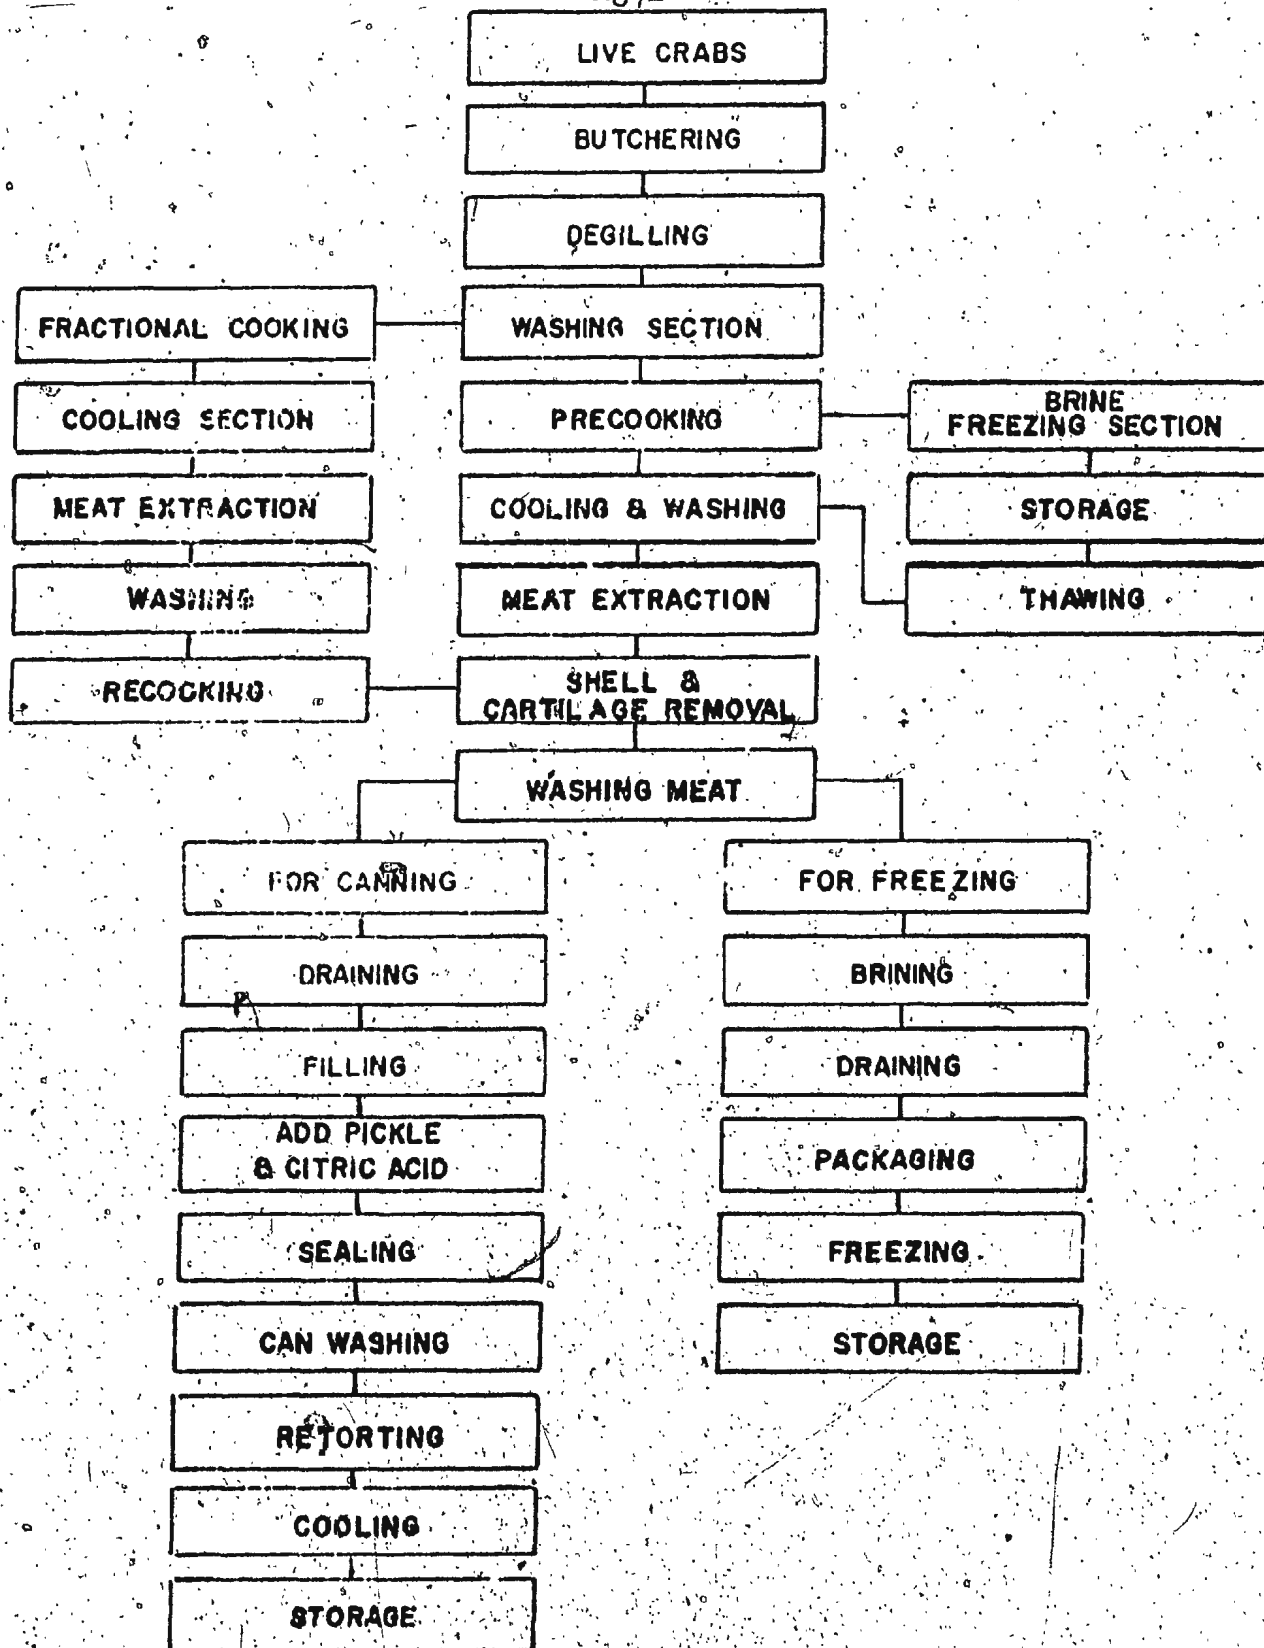 LIVE CRABS
BUTCHERING
DEGILLING
FRACTIONAL COOKING
WASHING SECTION
COOLING SECTION
PRECOOKING
BRINE
FREEZING SECTION
MEAT EXTRACTION
COOLING & WASHING
STORAGE
WASHING
MEAT EXTRACTION
THAWING
RECOOKING
SHELL &
CARTILAGE REMOVAL
WASHING MEAT
FOR CANNING
FOR FREEZING
DRAINING
BRINING
FILLING
DRAINING
ADD PICKLE
& CITRIC ACID
PACKAGING
SEALING
FREEZING
CAN WASHING
STORAGE
RETORTING
COOLING
STORAGE